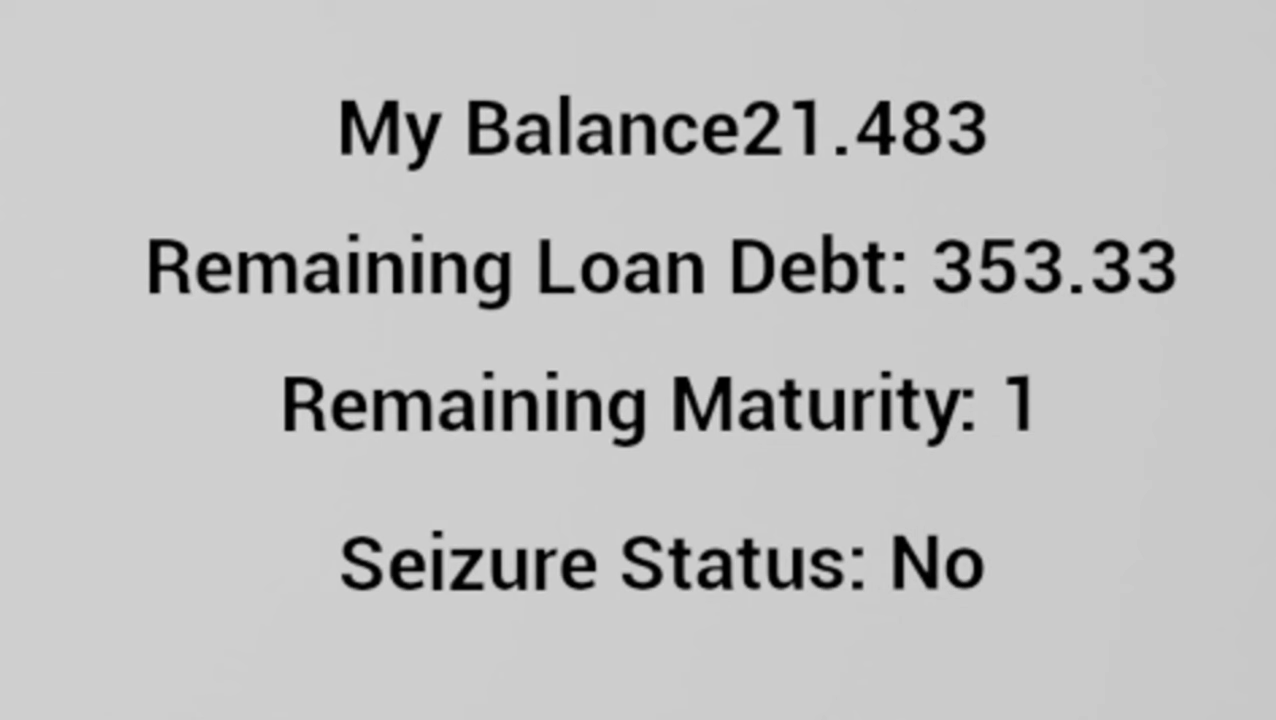 My Balance21.483
Remaining Loan Debt: 353.33
Remaining Maturity: 1
Seizure Status: No